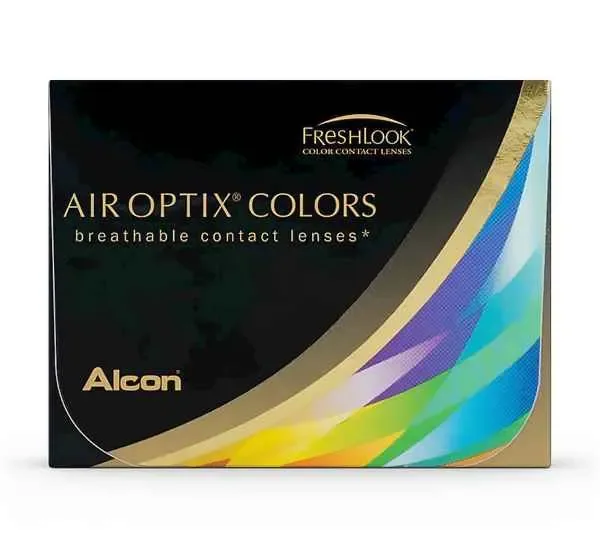 FRESHLOOK®
COLOR CONTACT LENSES
AIR OPTIX® COLORS
breathable contact lenses*
Alcon®